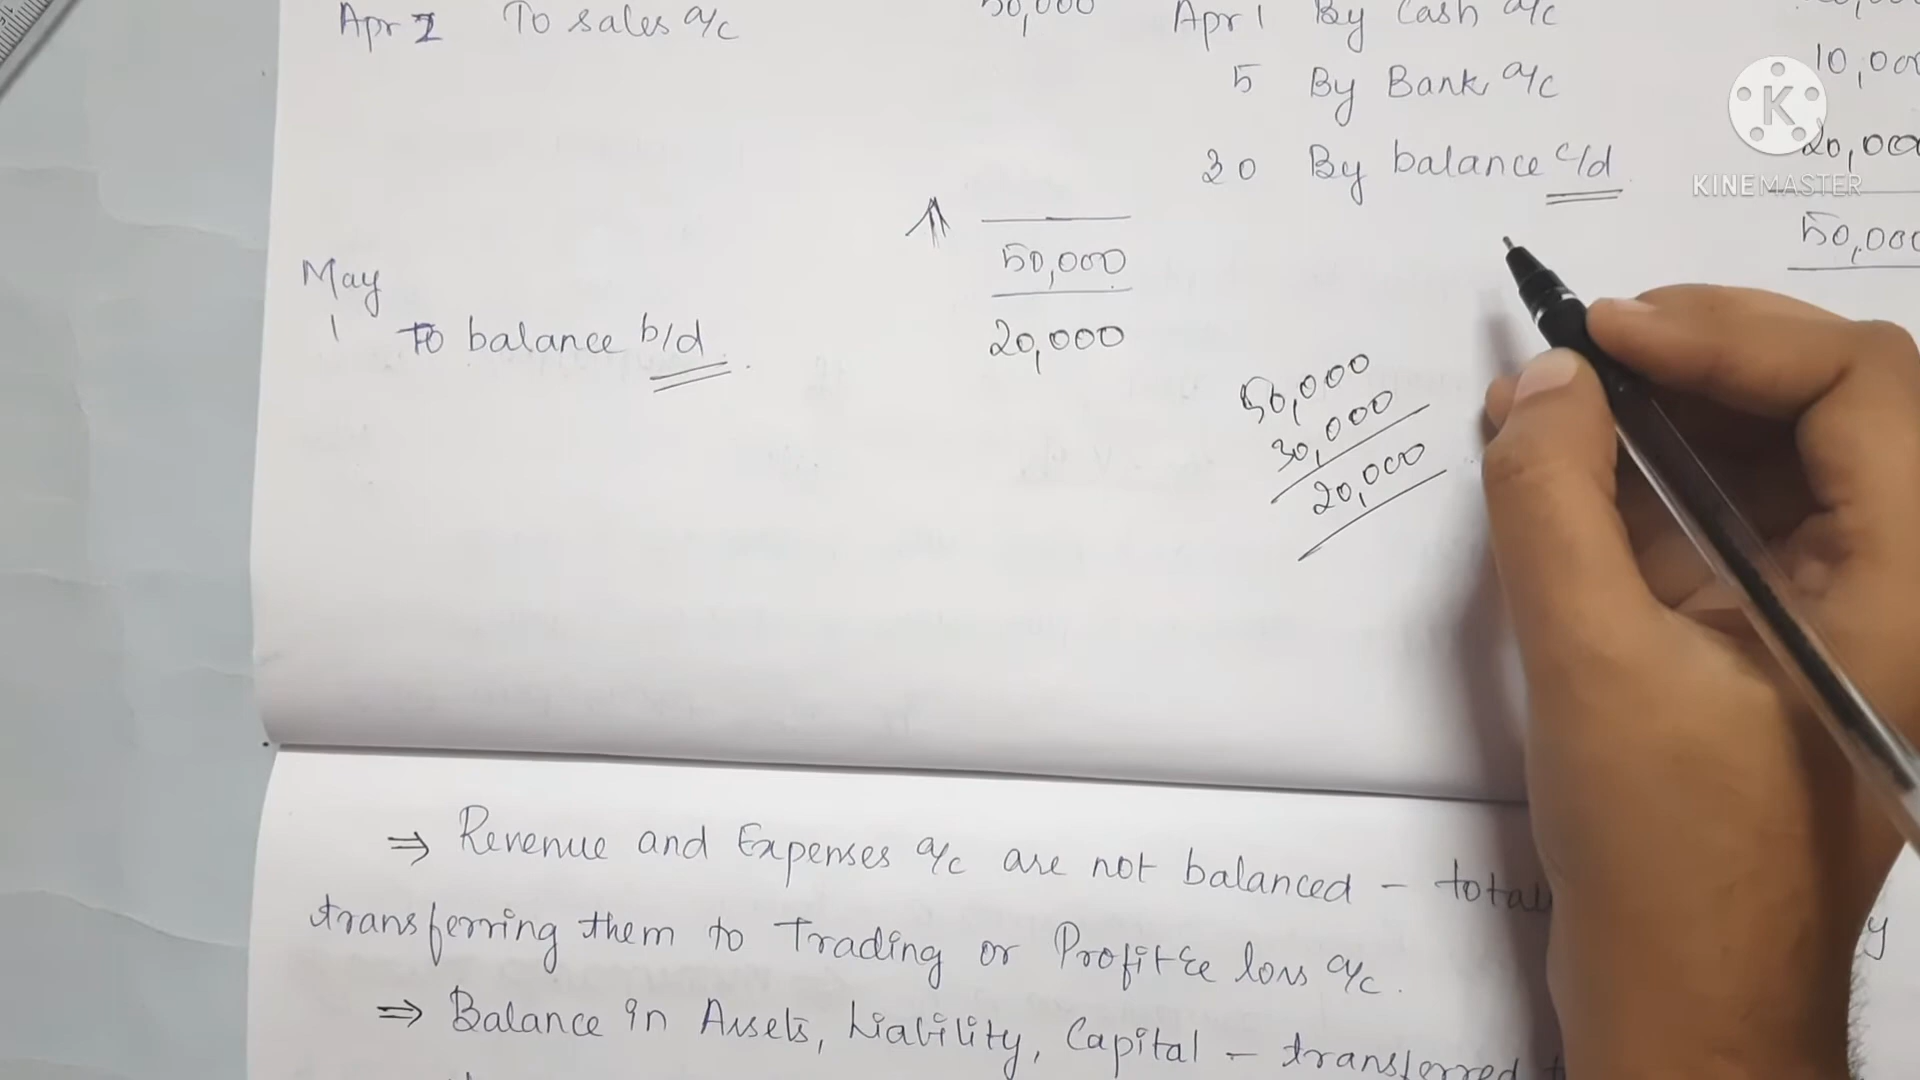 Apr 1 To sales a/c 50,000
Apr 1 By Cash a/c
5 By Bank a/c 10,000
30 By balance c/d 20,000
50,000 50,000
May
1 To balance b/d 20,000
50,000
30,000
20,000
KINEMASTER
⇒ Revenue and Expenses a/c are not balanced -
transferring them to Trading or Profit & loss a/c.
⇒ Balance in Assets, Liability, Capital - transferred